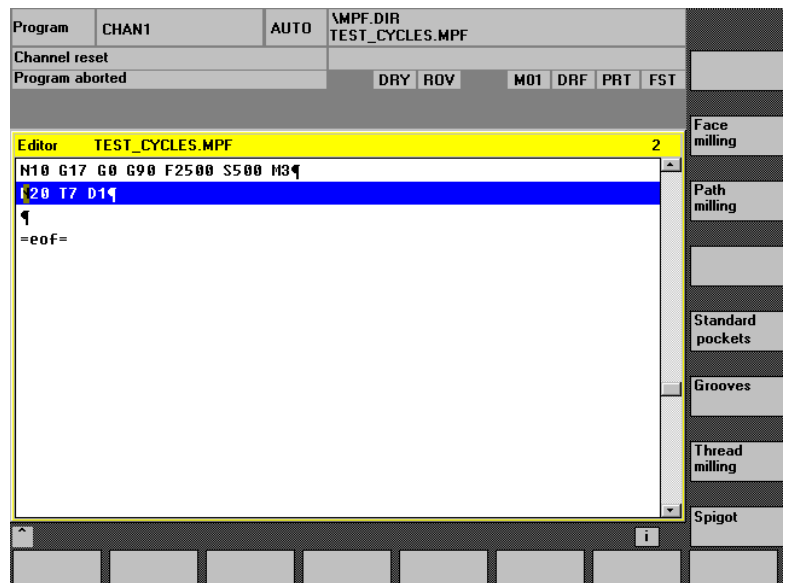 Program CHAN1 AUTO \MPF.DIR
TEST_CYCLES.MPF
Channel reset
Program aborted DRY ROV M01 DRF PRT FST
Editor TEST_CYCLES.MPF 2
N10 G17 G0 G90 F2500 S500 M3¶
N20 T7 D1¶
¶
=eof=
Face
milling
Path
milling
Standard
pockets
Grooves
Thread
milling
Spigot
^ i